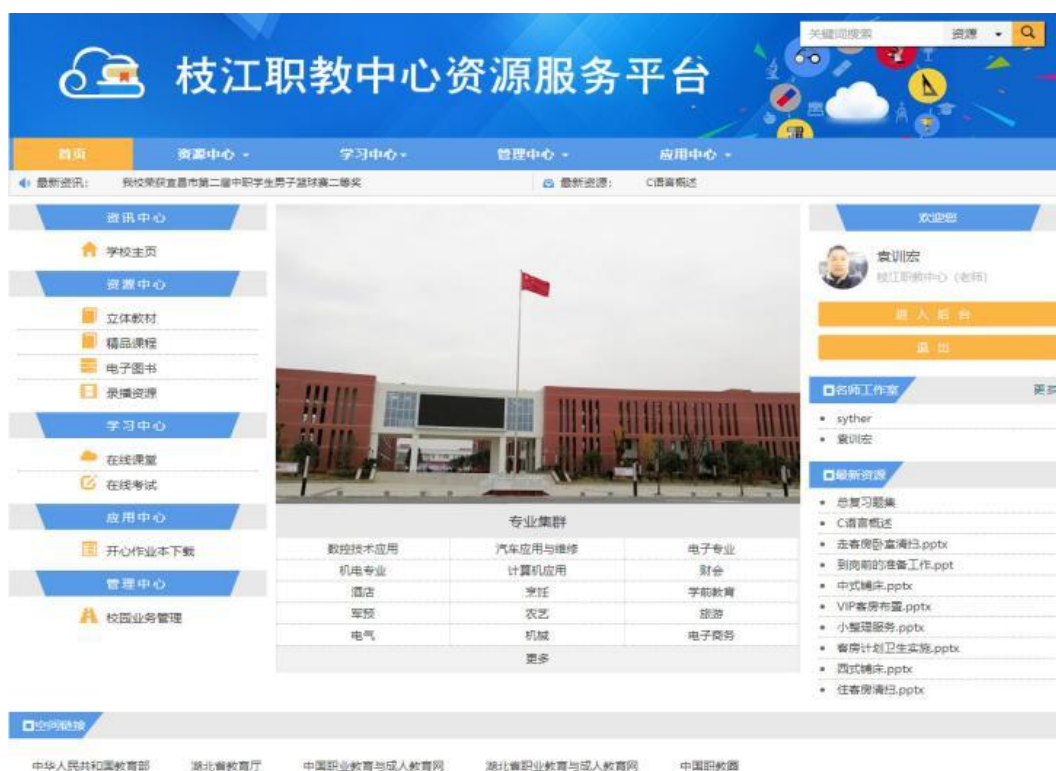 关键词搜索 资源
枝江职教中心资源服务平台
首页 资源中心 学习中心 管理中心 应用中心
最新资讯: 我校荣获宜昌市第二届中职学生男子篮球赛二等奖 最新资源: C语言概述
资讯中心
学校主页
资源中心
立体教材
精品课程
电子图书
录播资源
学习中心
在线课堂
在线考试
应用中心
开心作业本下载
管理中心
校园业务管理
专业集群
数控技术应用 汽车应用与维修 电子专业
机电专业 计算机应用 财会
酒店 烹饪 学前教育
军预 农艺 旅游
电气 机械 电子商务
更多
欢迎您
袁训宏
枝江职教中心（老师）
进入后台
退出
名师工作室 更多
syther
袁训宏
最新资源
总复习题集
C语言概述
走客房卧室清扫.pptx
到岗前的准备工作.ppt
中式铺床.pptx
VIP客房布置.pptx
小整理服务.pptx
客房计划卫生实施.pptx
西式铺床.pptx
住客房清扫.pptx
空间链接
中华人民共和国教育部 湖北省教育厅 中国职业教育与成人教育网 湖北省职业教育与成人教育网 中国职教圈